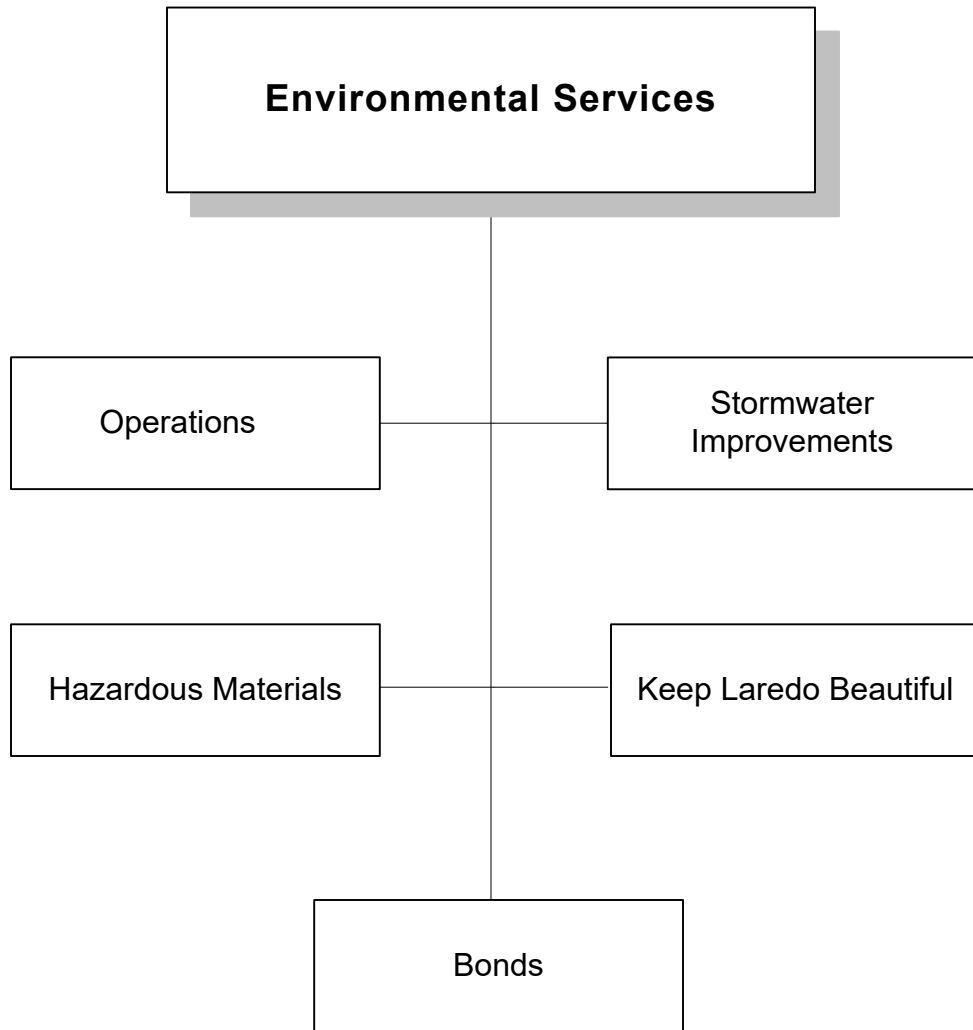 Environmental Services
Operations
Stormwater
Improvements
Hazardous Materials
Keep Laredo Beautiful
Bonds